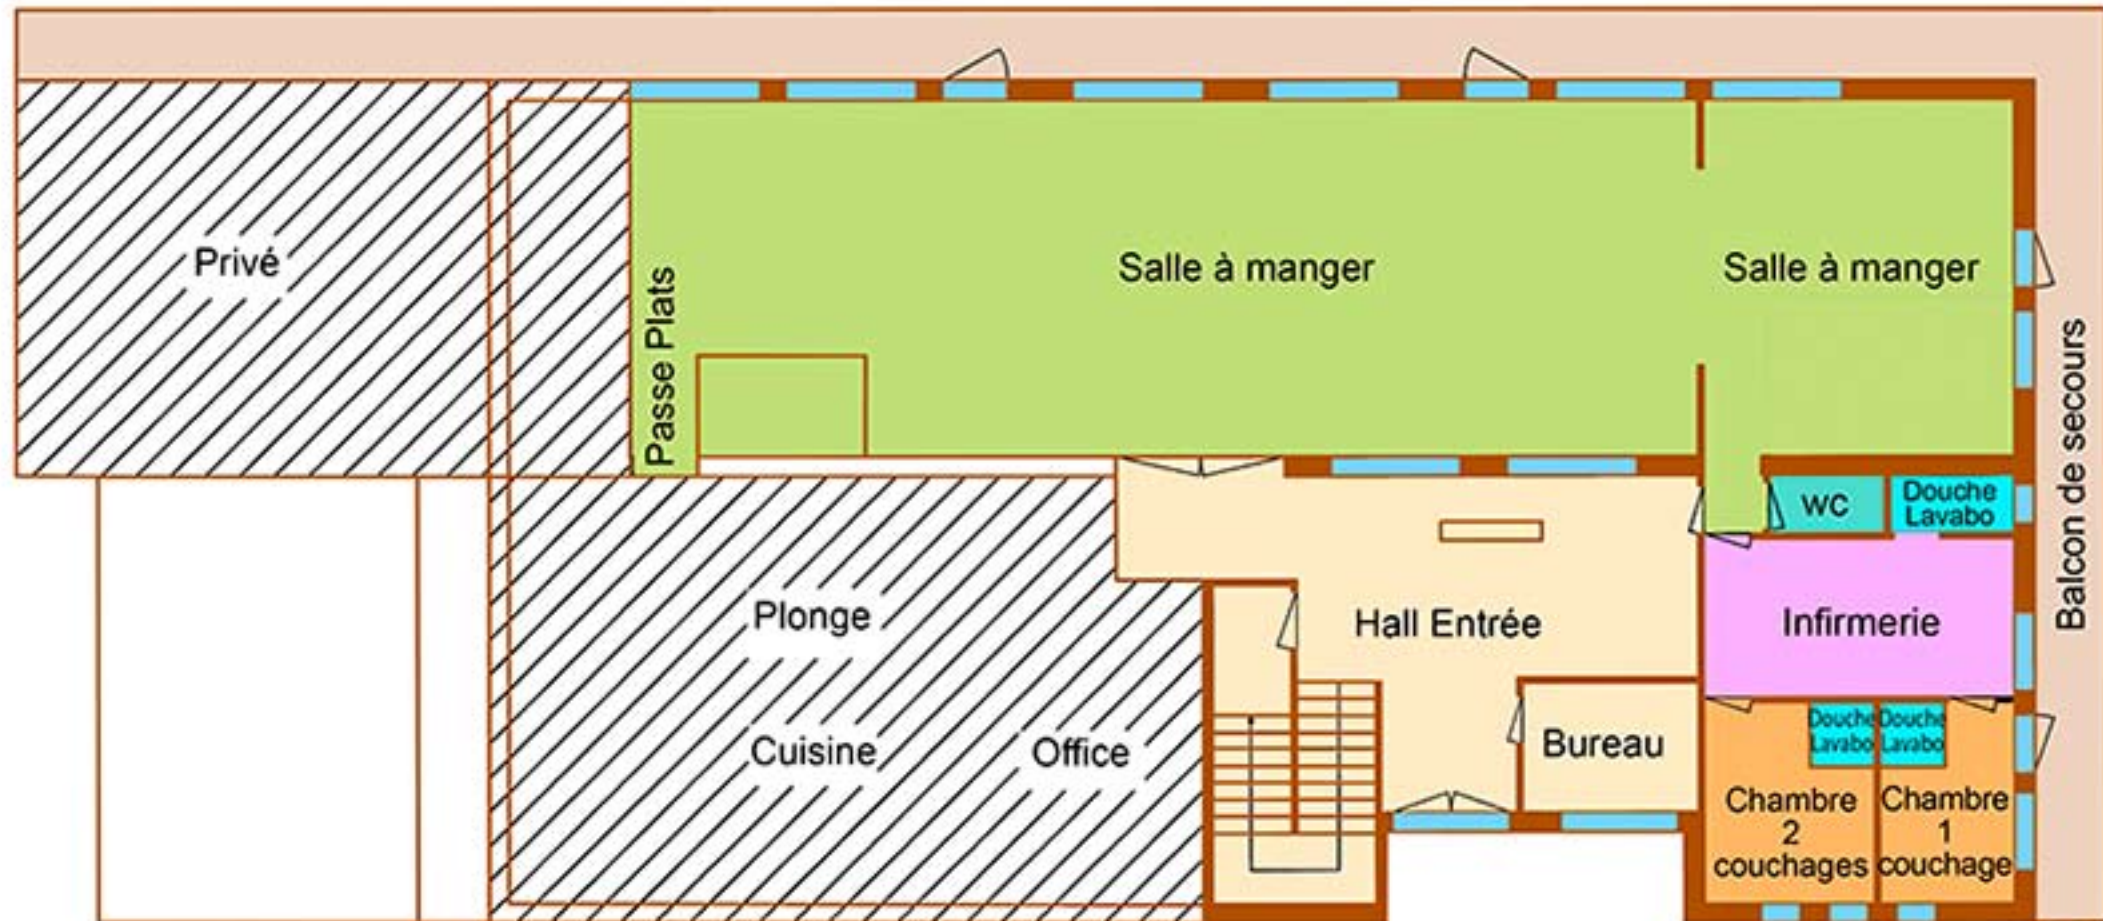 Privé
Passe Plats
Salle à manger
Salle à manger
Balcon de secours
WC
Douche
Lavabo
Plonge
Hall Entrée
Infirmerie
Cuisine
Office
Bureau
Douche
Lavabo
Douche
Lavabo
Chambre
2
couchages
Chambre
1
couchage